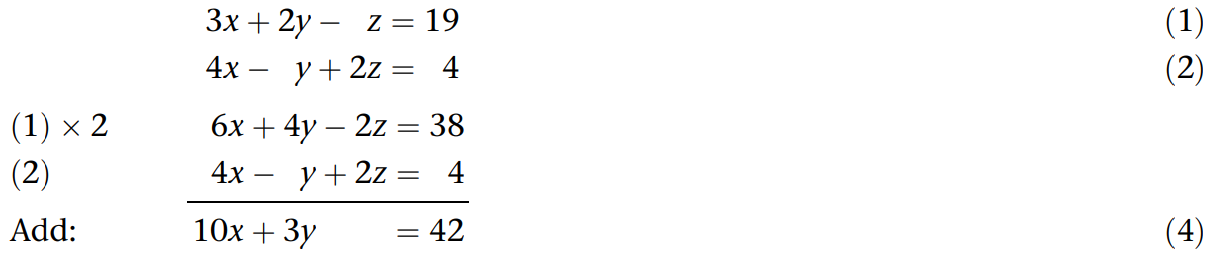 3x + 2y − z = 19 (1)
4x − y + 2z = 4 (2)
(1) × 2 6x + 4y − 2z = 38
(2) 4x − y + 2z = 4
Add: 10x + 3y = 42 (4)